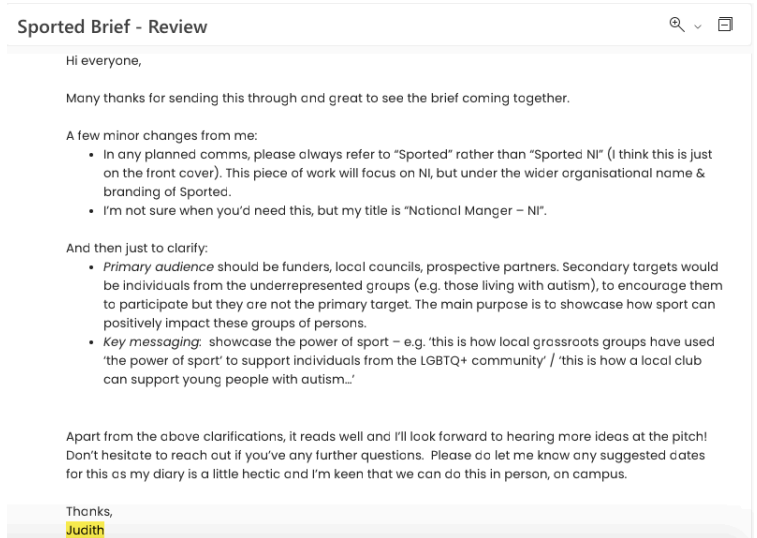 Sported Brief - Review
Hi everyone,
Many thanks for sending this through and great to see the brief coming together.
A few minor changes from me:
• In any planned comms, please always refer to “Sported” rather than “Sported NI” (I think this is just
on the front cover). This piece of work will focus on NI, but under the wider organisational name &
branding of Sported.
• I’m not sure when you’d need this, but my title is “National Manger – NI”.
And then just to clarify:
• Primary audience should be funders, local councils, prospective partners. Secondary targets would
be individuals from the underrepresented groups (e.g. those living with autism), to encourage them
to participate but they are not the primary target. The main purpose is to showcase how sport can
positively impact these groups of persons.
• Key messaging: showcase the power of sport – e.g. ‘this is how local grassroots groups have used
‘the power of sport’ to support individuals from the LGBTQ+ community’ / ‘this is how a local club
can support young people with autism…’
Apart from the above clarifications, it reads well and I’ll look forward to hearing more ideas at the pitch!
Don’t hesitate to reach out if you’ve any further questions. Please do let me know any suggested dates
for this as my diary is a little hectic and I’m keen that we can do this in person, on campus.
Thanks,
Judith